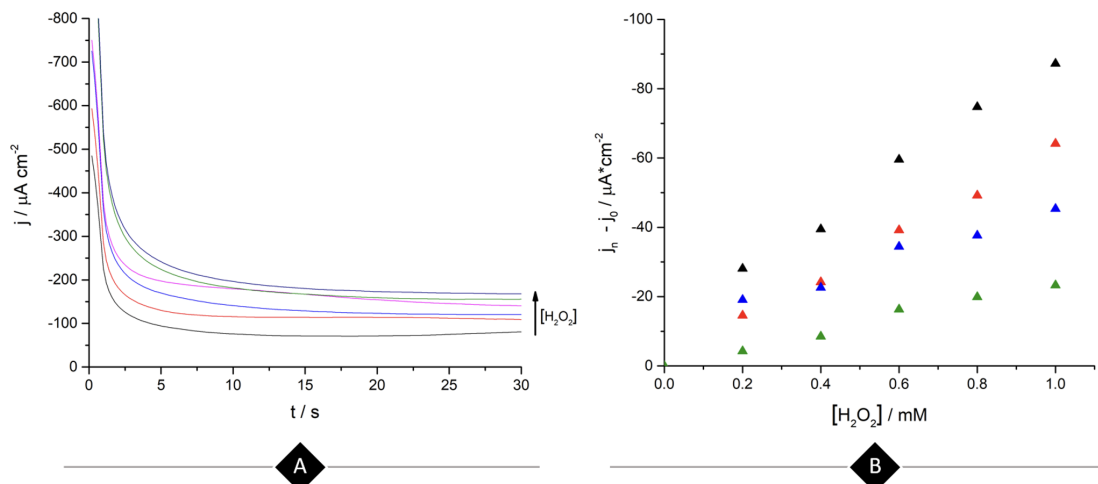 -800
-700
-600
-500
-400
-300
-200
-100
0
j / µA cm⁻²
0 5 10 15 20 25 30
t / s
[H₂O₂]
A
-100
-80
-60
-40
-20
0
jₙ - j₀ / µA*cm⁻²
0.0 0.2 0.4 0.6 0.8 1.0
[H₂O₂] / mM
B